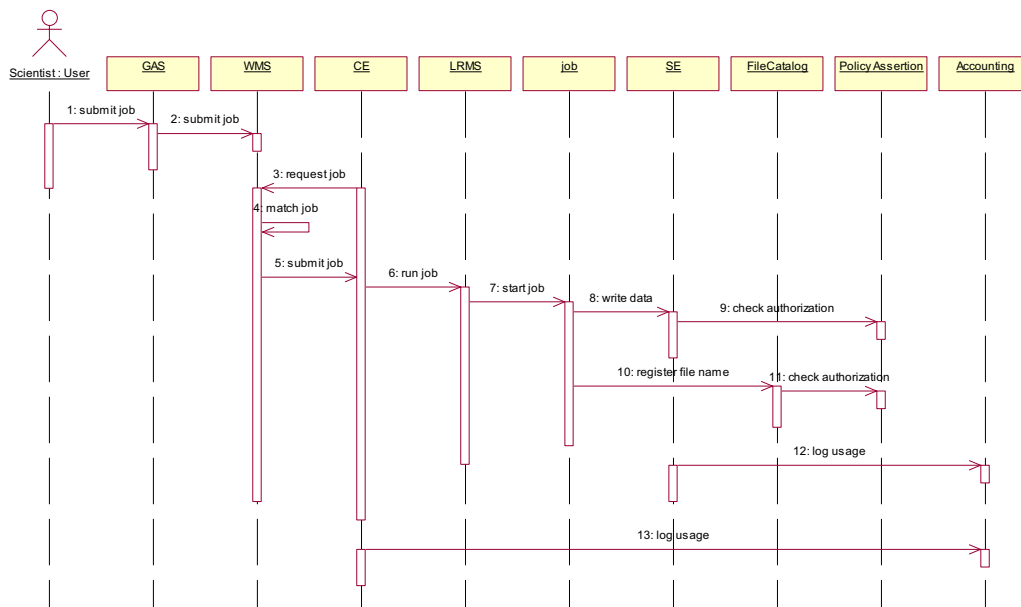 Scientist : User
GAS
WMS
CE
LRMS
job
SE
FileCatalog
Policy Assertion
Accounting
1: submit job
2: submit job
3: request job
4: match job
5: submit job
6: run job
7: start job
8: write data
9: check authorization
10: register file name
11: check authorization
12: log usage
13: log usage